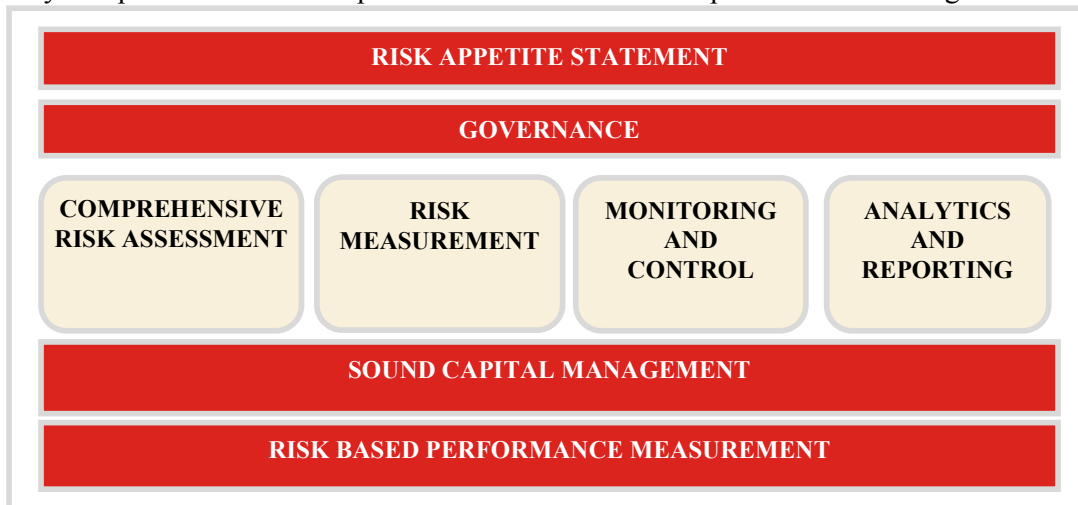 RISK APPETITE STATEMENT
GOVERNANCE
COMPREHENSIVE
RISK ASSESSMENT
RISK
MEASUREMENT
MONITORING
AND
CONTROL
ANALYTICS
AND
REPORTING
SOUND CAPITAL MANAGEMENT
RISK BASED PERFORMANCE MEASUREMENT